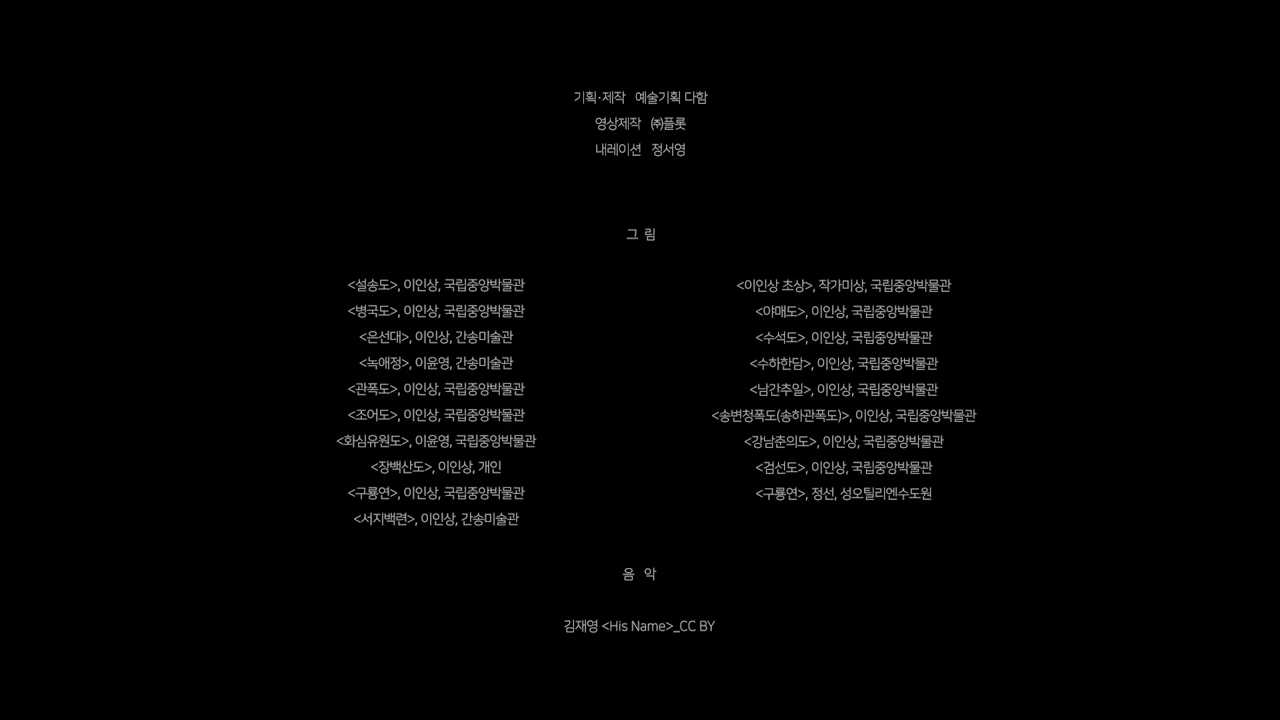 기획·제작 예술기획 다함
영상제작 ㈜플롯
내레이션 정서영
그 림
<설송도>, 이인상, 국립중앙박물관
<병국도>, 이인상, 국립중앙박물관
<은선대>, 이인상, 간송미술관
<녹애정>, 이윤영, 간송미술관
<관폭도>, 이인상, 국립중앙박물관
<조어도>, 이인상, 국립중앙박물관
<화심유원도>, 이윤영, 국립중앙박물관
<장백산도>, 이인상, 개인
<구룡연>, 이인상, 국립중앙박물관
<서지백련>, 이인상, 간송미술관
<이인상 초상>, 작가미상, 국립중앙박물관
<야매도>, 이인상, 국립중앙박물관
<수석도>, 이인상, 국립중앙박물관
<수하한담>, 이인상, 국립중앙박물관
<남간추일>, 이인상, 국립중앙박물관
<송변청폭도(송하관폭도)>, 이인상, 국립중앙박물관
<강남춘의도>, 이인상, 국립중앙박물관
<검선도>, 이인상, 국립중앙박물관
<구룡연>, 정선, 성오틸리엔수도원
음 악
김재영 <His Name>_CC BY